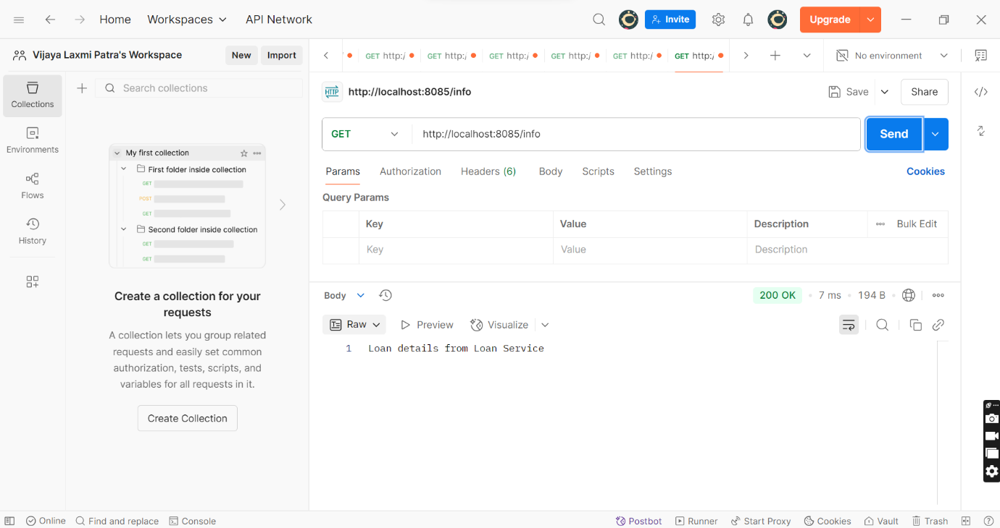 Home Workspaces API Network Invite Upgrade
Vijaya Laxmi Patra's Workspace New Import
GET http:/ GET http:/ GET http:/ GET http:/ GET http:/ GET http:/ No environment
Collections
Environments
Flows
History
Search collections
My first collection
First folder inside collection
GET
POST
GET
Second folder inside collection
GET
GET
Create a collection for your
requests
A collection lets you group related
requests and easily set common
authorization, tests, scripts, and
variables for all requests in it.
Create Collection
HTTP http://localhost:8085/info Save Share
GET http://localhost:8085/info Send
Params Authorization Headers (6) Body Scripts Settings Cookies
Query Params
Key Value Description Bulk Edit
Key Value Description
Body 200 OK 7 ms 194 B
Raw Preview Visualize
1 Loan details from Loan Service
Online Find and replace Console Postbot Runner Start Proxy Cookies Vault Trash